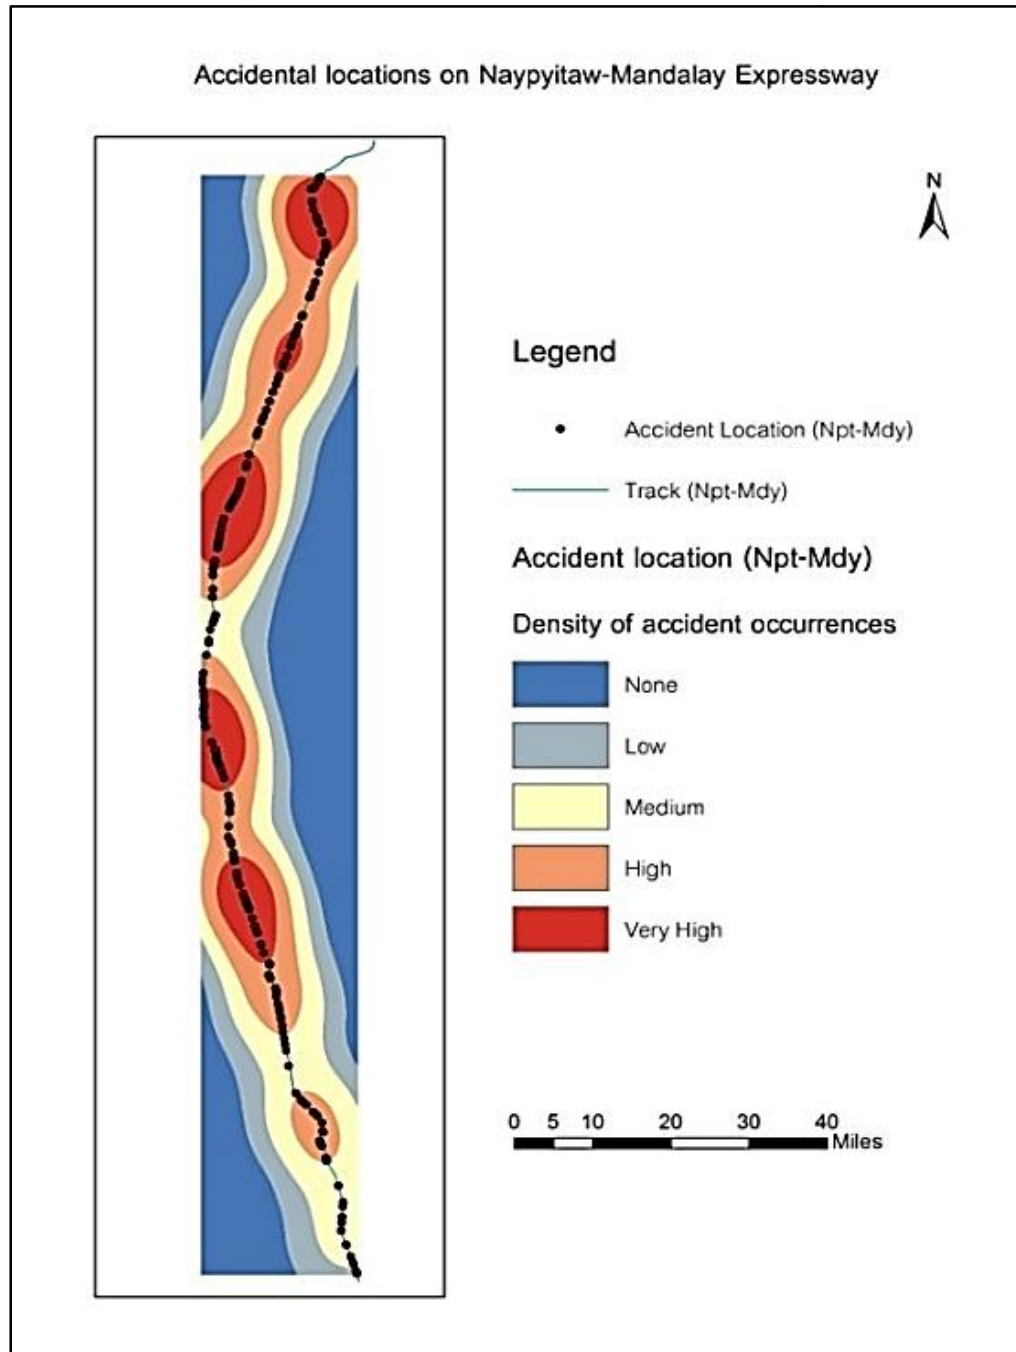 Accidental locations on Naypyitaw-Mandalay Expressway
N
Legend
Accident Location (Npt-Mdy)
Track (Npt-Mdy)
Accident location (Npt-Mdy)
Density of accident occurrences
None
Low
Medium
High
Very High
0 5 10 20 30 40
Miles